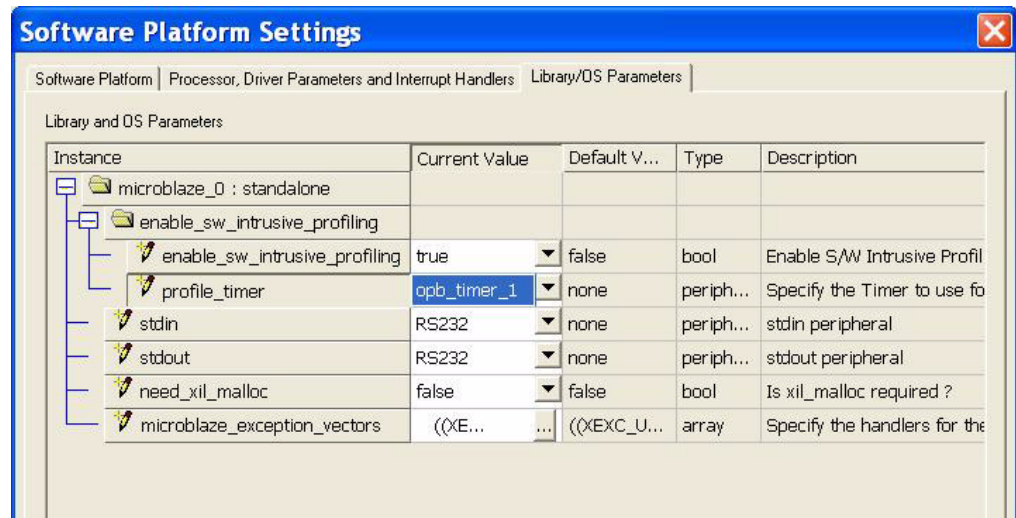 Software Platform Settings
Software Platform | Processor, Driver Parameters and Interrupt Handlers | Library/OS Parameters
Library and OS Parameters
Instance Current Value Default V... Type Description
microblaze_0 : standalone
enable_sw_intrusive_profiling
enable_sw_intrusive_profiling true false bool Enable S/W Intrusive Profil
profile_timer opb_timer_1 none periph... Specify the Timer to use fo
stdin RS232 none periph... stdin peripheral
stdout RS232 none periph... stdout peripheral
need_xil_malloc false false bool Is xil_malloc required ?
microblaze_exception_vectors ((XE... ... ((XEXC_U... array Specify the handlers for the